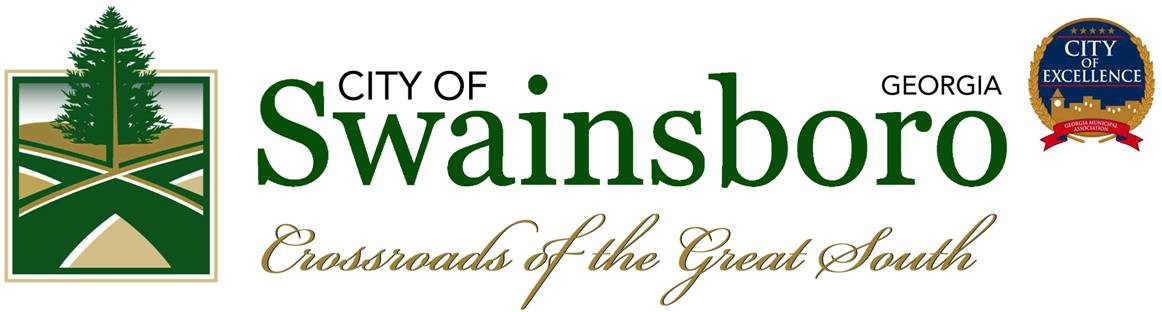 CITY OF
GEORGIA
Swainsboro
Crossroads of the Great South
CITY
OF
EXCELLENCE
GEORGIA MUNICIPAL
ASSOCIATION